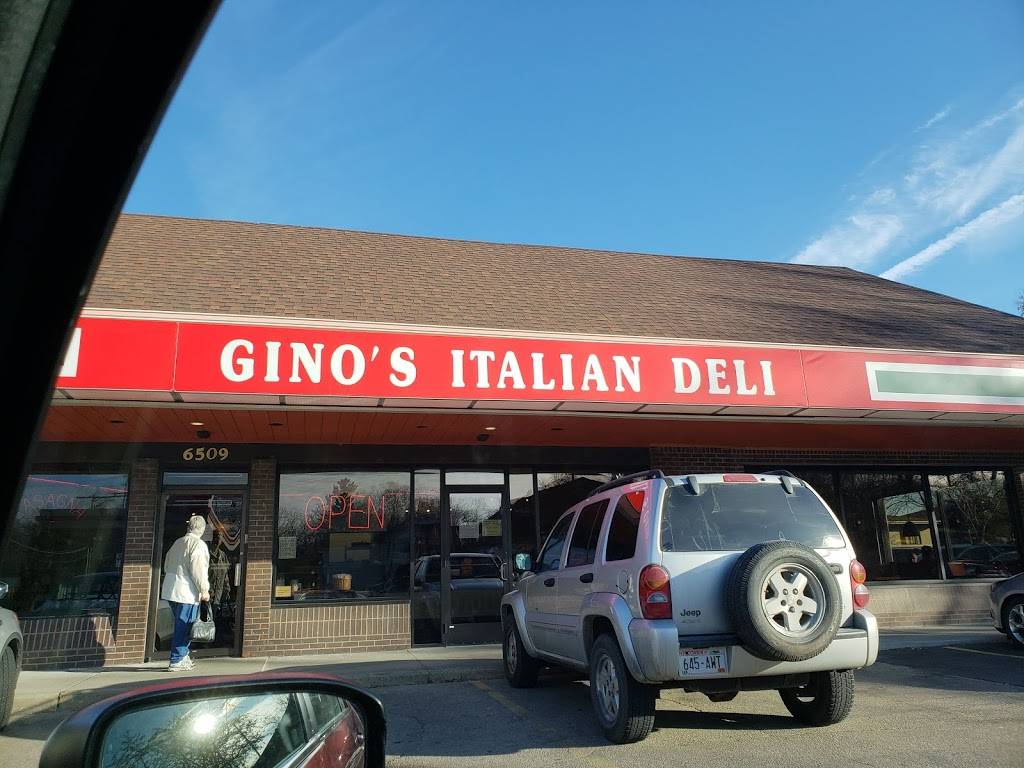 GINO'S ITALIAN DELI
6509
OPEN
Jeep
645-AWT